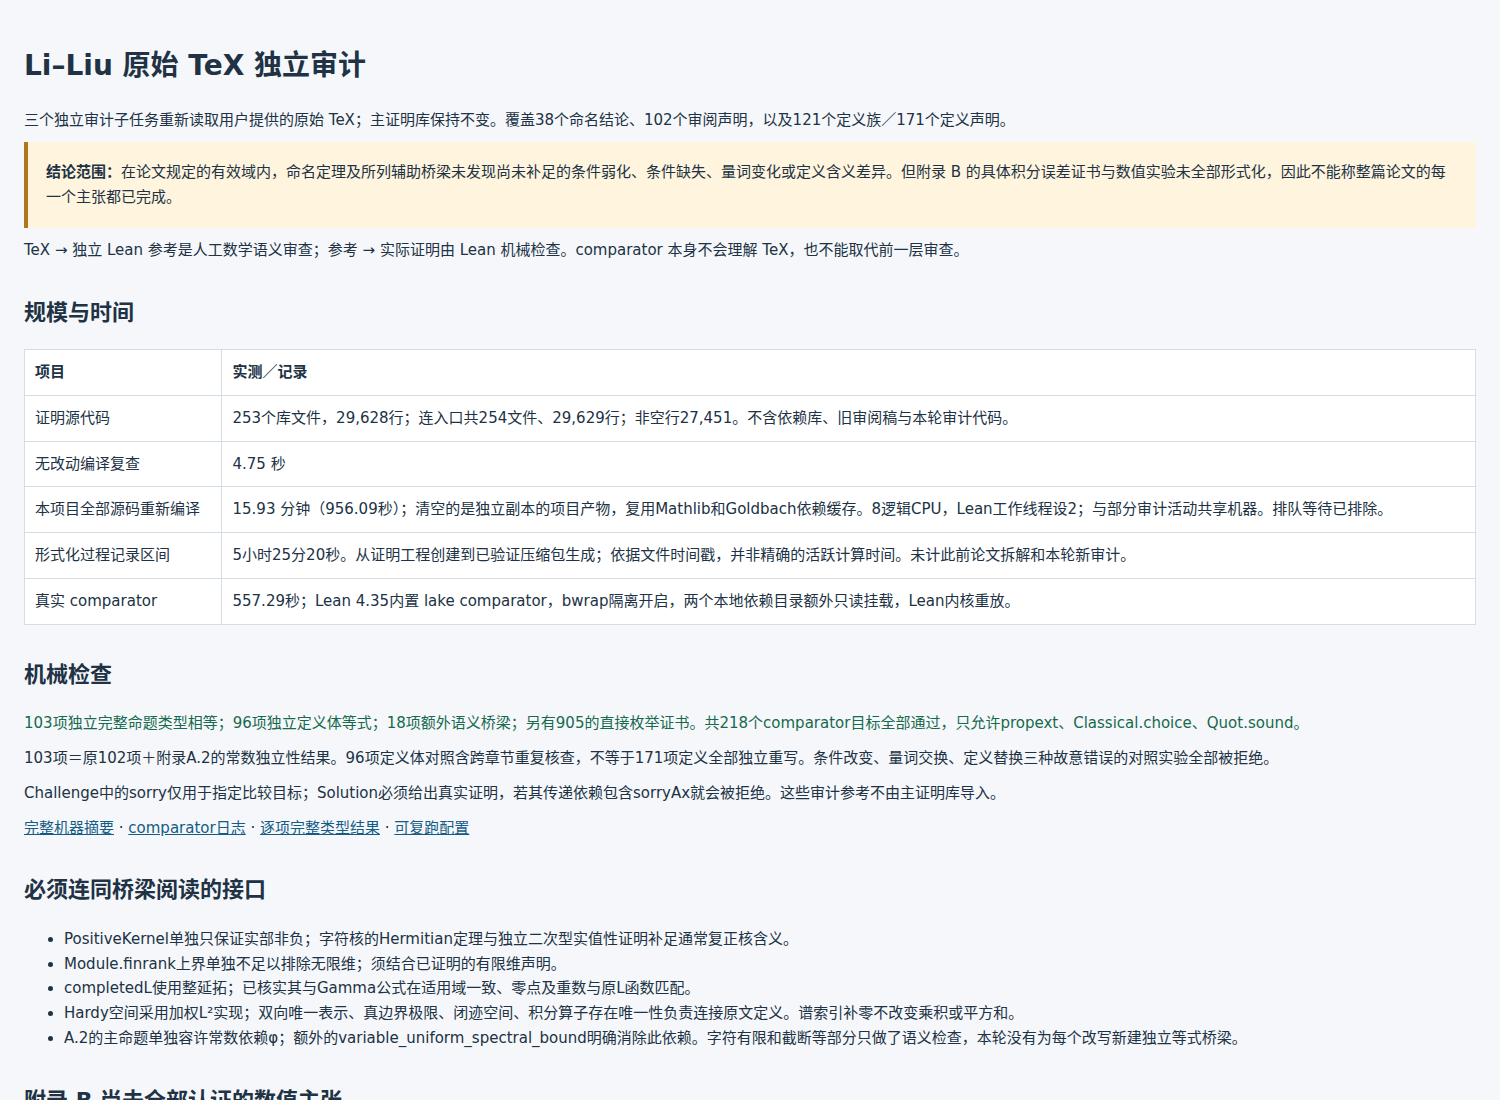 Li–Liu 原始 TeX 独立审计
三个独立审计子任务重新读取用户提供的原始 TeX；主证明库保持不变。覆盖38个命名结论、102个审阅声明，以及121个定义族／171个定义声明。
结论范围：在论文规定的有效域内，命名定理及所列辅助桥梁未发现尚未补足的条件弱化、条件缺失、量词变化或定义含义差异。但附录 B 的具体积分误差证书与数值实验未全部形式化，因此不能称整篇论文的每
一个主张都已完成。
TeX → 独立 Lean 参考是人工数学语义审查；参考 → 实际证明由 Lean 机械检查。comparator 本身不会理解 TeX，也不能取代前一层审查。
规模与时间
项目 实测／记录
证明源代码 253个库文件，29,628行；连入口共254文件、29,629行；非空行27,451。不含依赖库、旧审阅稿与本轮审计代码。
无改动编译复查 4.75 秒
本项目全部源码重新编译 15.93 分钟（956.09秒）；清空的是独立副本的项目产物，复用Mathlib和Goldbach依赖缓存。8逻辑CPU，Lean工作线程设2；与部分审计活动共享机器。排队等待已排除。
形式化过程记录区间 5小时25分20秒。从证明工程创建到已验证压缩包生成；依据文件时间戳，并非精确的活跃计算时间。未计此前论文拆解和本轮新审计。
真实 comparator 557.29秒；Lean 4.35内置 lake comparator，bwrap隔离开启，两个本地依赖目录额外只读挂载，Lean内核重放。
机械检查
103项独立完整命题类型相等；96项独立定义体等式；18项额外语义桥梁；另有905的直接枚举证书。共218个comparator目标全部通过，只允许propext、Classical.choice、Quot.sound。
103项＝原102项＋附录A.2的常数独立性结果。96项定义体对照含跨章节重复核查，不等于171项定义全部独立重写。条件改变、量词交换、定义替换三种故意错误的对照实验全部被拒绝。
Challenge中的sorry仅用于指定比较目标；Solution必须给出真实证明，若其传递依赖包含sorryAx就会被拒绝。这些审计参考不由主证明库导入。
完整机器摘要 · comparator日志 · 逐项完整类型结果 · 可复跑配置
必须连同桥梁阅读的接口
• PositiveKernel单独只保证实部非负；字符核的Hermitian定理与独立二次型实值性证明补足通常复正核含义。
• Module.finrank上界单独不足以排除无限维；须结合已证明的有限维声明。
• completedL使用整延拓；已核实其与Gamma公式在适用域一致、零点及重数与原L函数匹配。
• Hardy空间采用加权L²实现；双向唯一表示、真边界极限、闭迹空间、积分算子存在唯一性负责连接原文定义。谱索引补零不改变乘积或平方和。
• A.2的主命题单独容许常数依赖φ；额外的variable_uniform_spectral_bound明确消除此依赖。字符有限和截断等部分只做了语义检查，本轮没有为每个改写新建独立等式桥梁。
附录 B 尚未全部认证的数值主张